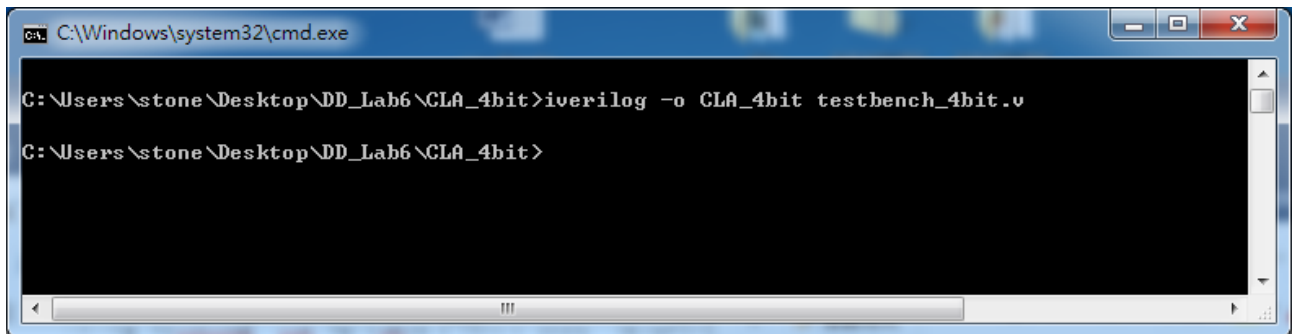 C:\Windows\system32\cmd.exe
C:\Users\stone\Desktop\DD_Lab6\CLA_4bit>iverilog -o CLA_4bit testbench_4bit.v
C:\Users\stone\Desktop\DD_Lab6\CLA_4bit>